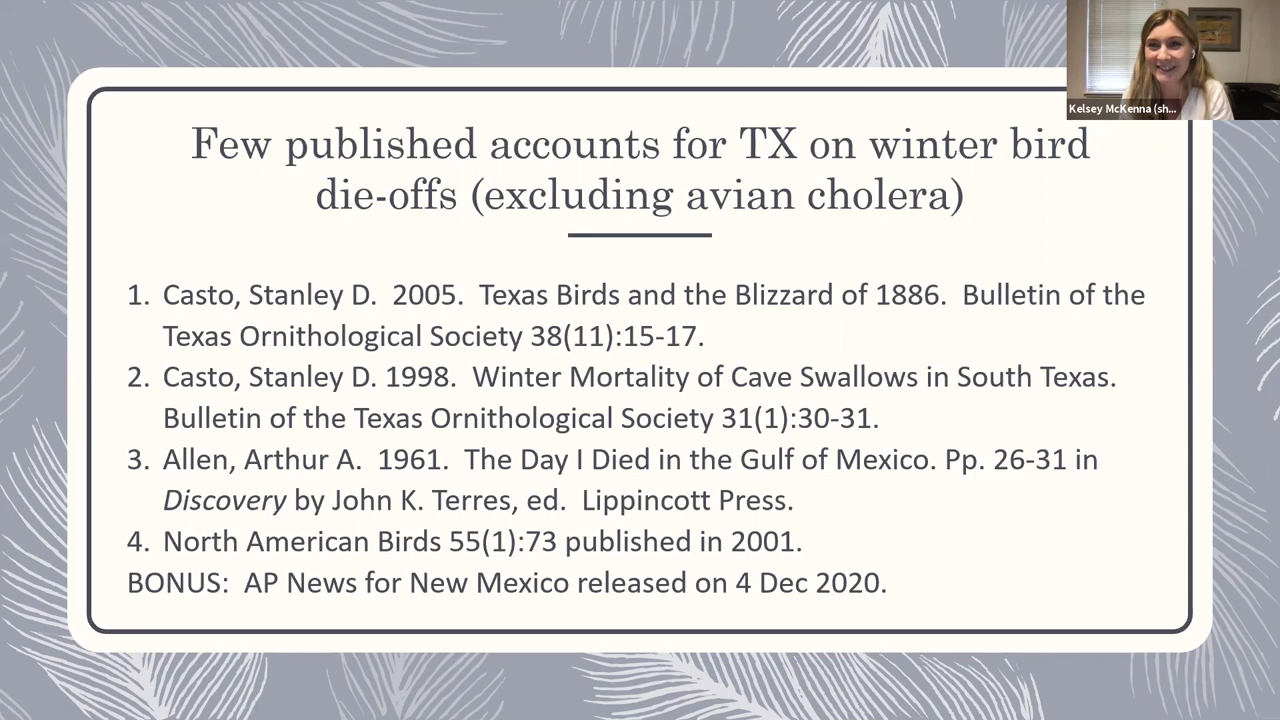 Kelsey McKenna (sh...
Few published accounts for TX on winter bird
die-offs (excluding avian cholera)
1. Casto, Stanley D.  2005.  Texas Birds and the Blizzard of 1886.  Bulletin of the
Texas Ornithological Society 38(11):15-17.
2. Casto, Stanley D. 1998.  Winter Mortality of Cave Swallows in South Texas.
Bulletin of the Texas Ornithological Society 31(1):30-31.
3. Allen, Arthur A.  1961.  The Day I Died in the Gulf of Mexico. Pp. 26-31 in
Discovery by John K. Terres, ed.  Lippincott Press.
4. North American Birds 55(1):73 published in 2001.
BONUS:  AP News for New Mexico released on 4 Dec 2020.